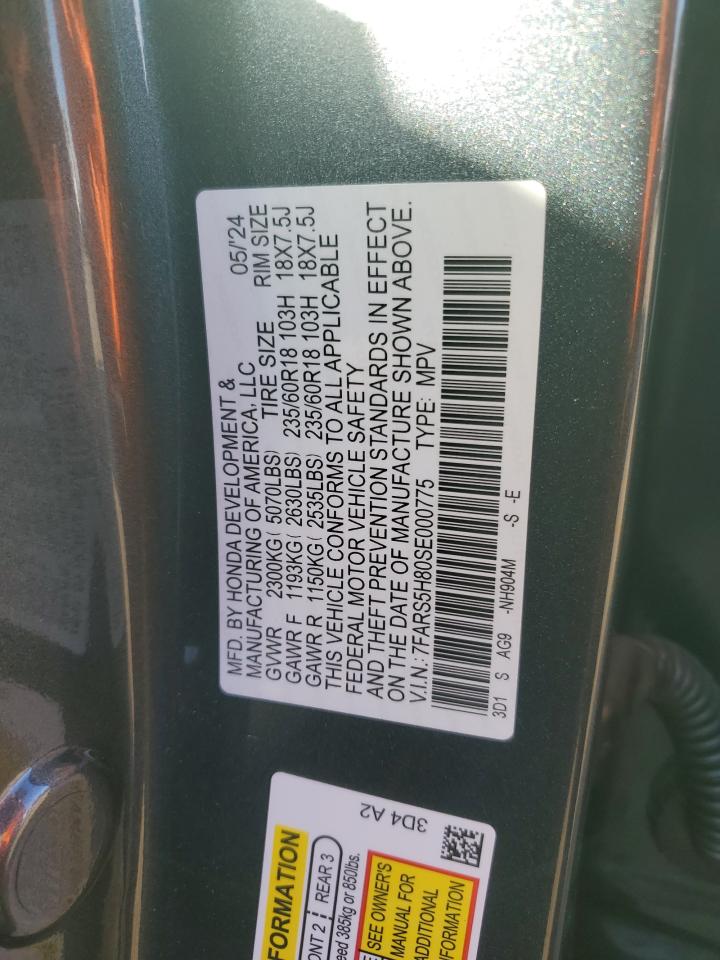 MFD. BY HONDA DEVELOPMENT &
MANUFACTURING OF AMERICA, LLC 05/'24
GVWR 2300KG( 5070LBS) TIRE SIZE RIM SIZE
GAWR F 1193KG( 2630LBS) 235/60R18 103H 18X7.5J
GAWR R 1150KG( 2535LBS) 235/60R18 103H 18X7.5J
THIS VEHICLE CONFORMS TO ALL APPLICABLE
FEDERAL MOTOR VEHICLE SAFETY
AND THEFT PREVENTION STANDARDS IN EFFECT
ON THE DATE OF MANUFACTURE SHOWN ABOVE.
V.I.N.: 7FARS5H80SE000775 TYPE: MPV
3D1 S AG9 -NH904M -S -E
FORMATION
ONT 2 REAR 3
eed 385kg or 850lbs.
SEE OWNER'S
MANUAL FOR
ADDITIONAL
FORMATION
3D4 A2